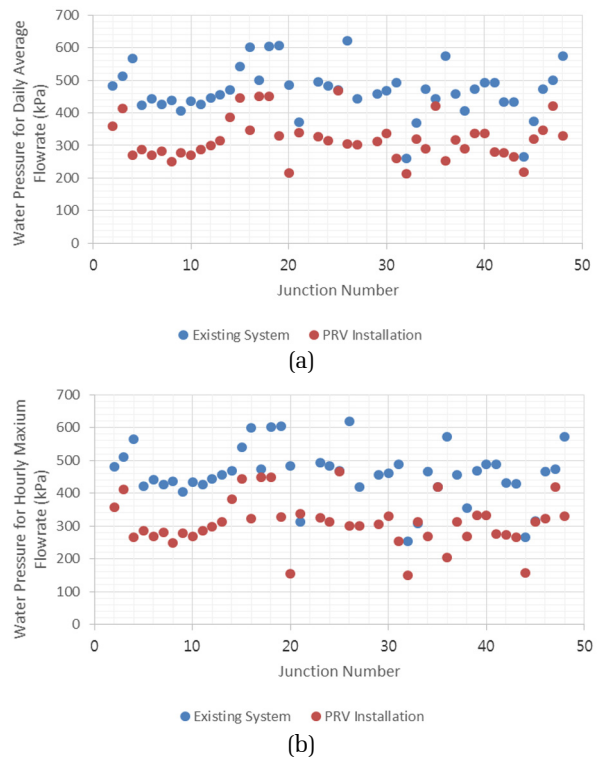 Water Pressure for Daily Average
Flowrate (kPa)
700
600
500
400
300
200
100
0
0 10 20 30 40 50
Junction Number
Existing System PRV Installation
(a)
Water Pressure for Hourly Maxium
Flowrate (kPa)
700
600
500
400
300
200
100
0
0 10 20 30 40 50
Junction Number
Existing System PRV Installation
(b)